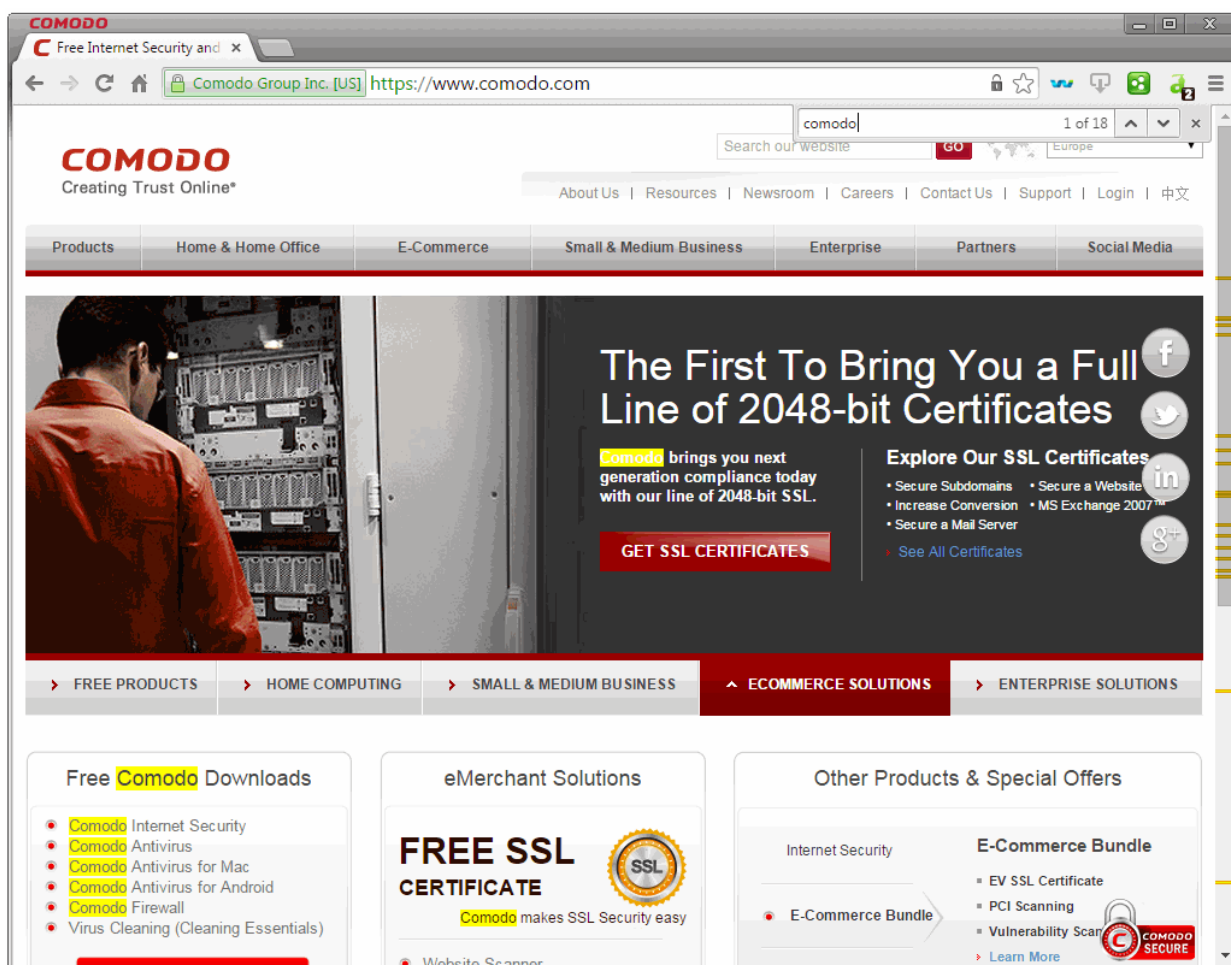 COMODO
Free Internet Security and
Comodo Group Inc. [US] https://www.comodo.com
2
comodo 1 of 18
Search our website GO Europe
COMODO
Creating Trust Online®
About Us | Resources | Newsroom | Careers | Contact Us | Support | Login | 中文
Products Home & Home Office E-Commerce Small & Medium Business Enterprise Partners Social Media
The First To Bring You a Full
Line of 2048-bit Certificates
Comodo brings you next
generation compliance today
with our line of 2048-bit SSL.
GET SSL CERTIFICATES
Explore Our SSL Certificates
• Secure Subdomains • Secure a Website
• Increase Conversion • MS Exchange 2007™
• Secure a Mail Server
See All Certificates
f
in
g+
FREE PRODUCTS HOME COMPUTING SMALL & MEDIUM BUSINESS ECOMMERCE SOLUTIONS ENTERPRISE SOLUTIONS
Free Comodo Downloads
Comodo Internet Security
Comodo Antivirus
Comodo Antivirus for Mac
Comodo Antivirus for Android
Comodo Firewall
Virus Cleaning (Cleaning Essentials)
eMerchant Solutions
FREE SSL
CERTIFICATE
SSL
Comodo makes SSL Security easy
Website Scanner
Other Products & Special Offers
Internet Security
E-Commerce Bundle
E-Commerce Bundle
EV SSL Certificate
PCI Scanning
Vulnerability Scan
Learn More
COMODO
SECURE